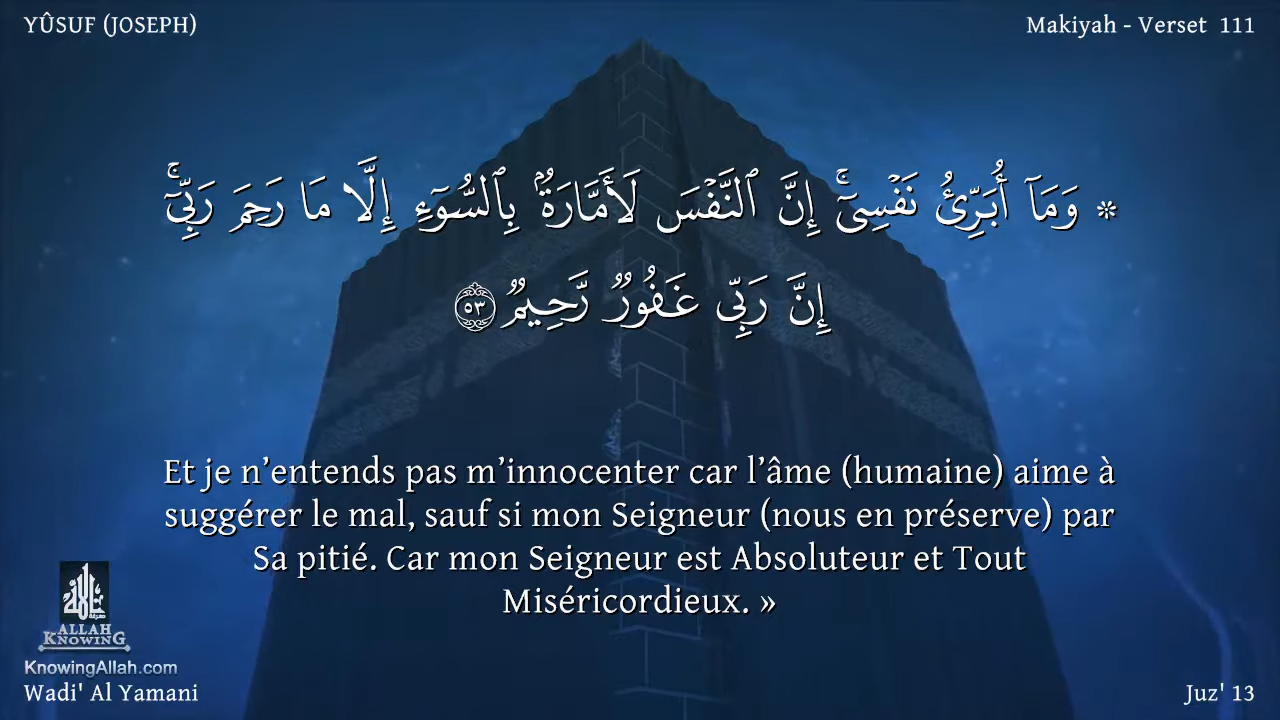 YÛSUF (JOSEPH)
Makiyah - Verset 111
۞ وَمَآ أُبَرِّئُ نَفْسِىٓ ۚ إِنَّ ٱلنَّفْسَ لَأَمَّارَةٌۢ بِٱلسُّوٓءِ إِلَّا مَا رَحِمَ رَبِّىٓ ۚ
إِنَّ رَبِّى غَفُورٌ رَّحِيمٌ ٥٣
Et je n’entends pas m’innocenter car l’âme (humaine) aime à
suggérer le mal, sauf si mon Seigneur (nous en préserve) par
Sa pitié. Car mon Seigneur est Absoluteur et Tout
Miséricordieux. »
ALLAH
KNOWING
KnowingAllah.com
Wadi' Al Yamani
Juz' 13